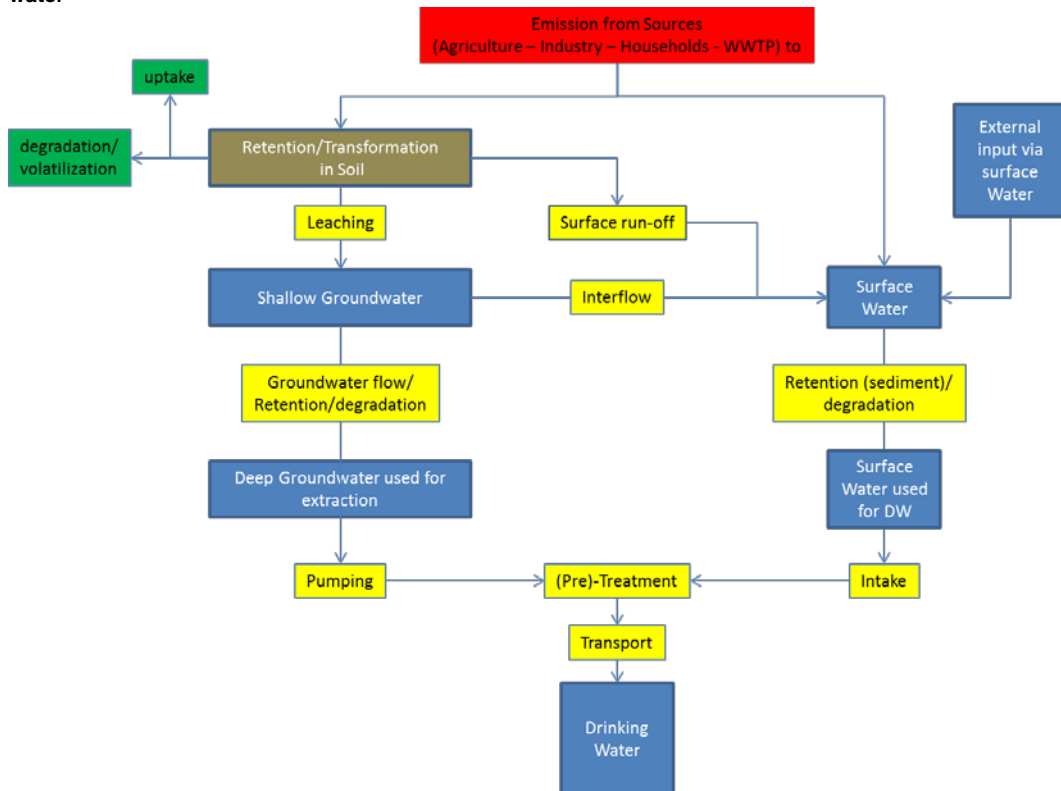 water
Emission from Sources
(Agriculture – Industry – Households - WWTP) to
uptake
degradation/
volatilization
Retention/Transformation
in Soil
External
input via
surface
Water
Leaching
Surface run-off
Shallow Groundwater
Interflow
Surface
Water
Groundwater flow/
Retention/degradation
Retention (sediment)/
degradation
Deep Groundwater used for
extraction
Surface
Water used
for DW
Pumping
(Pre)-Treatment
Intake
Transport
Drinking
Water